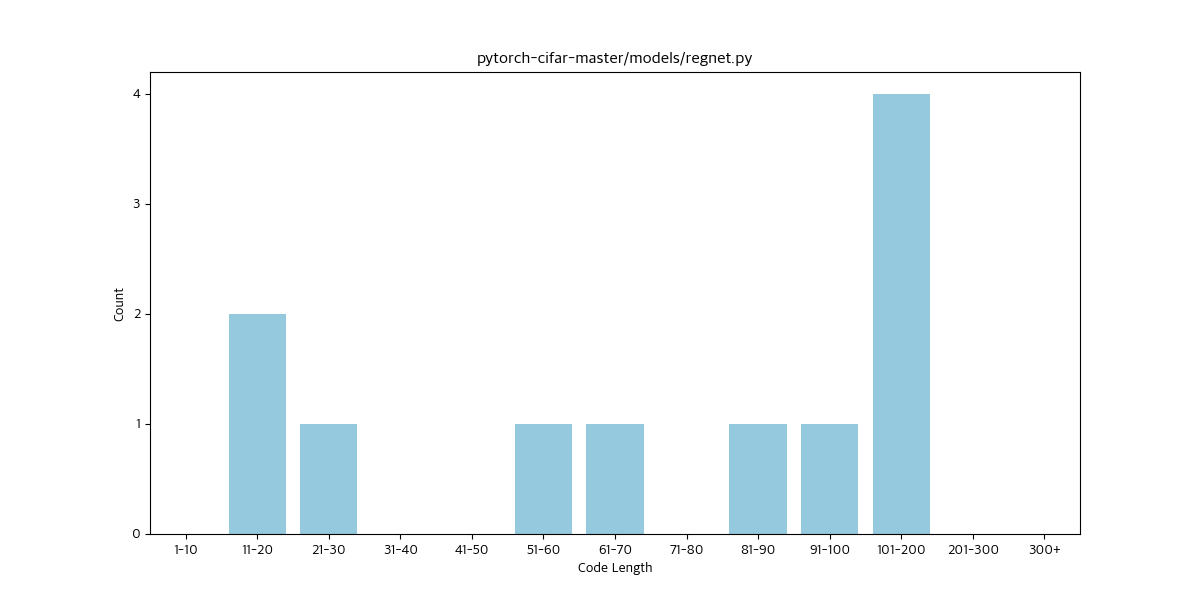 pytorch-cifar-master/models/regnet.py
4
3
2
1
0
Count
1-10 11-20 21-30 31-40 41-50 51-60 61-70 71-80 81-90 91-100 101-200 201-300 300+
Code Length